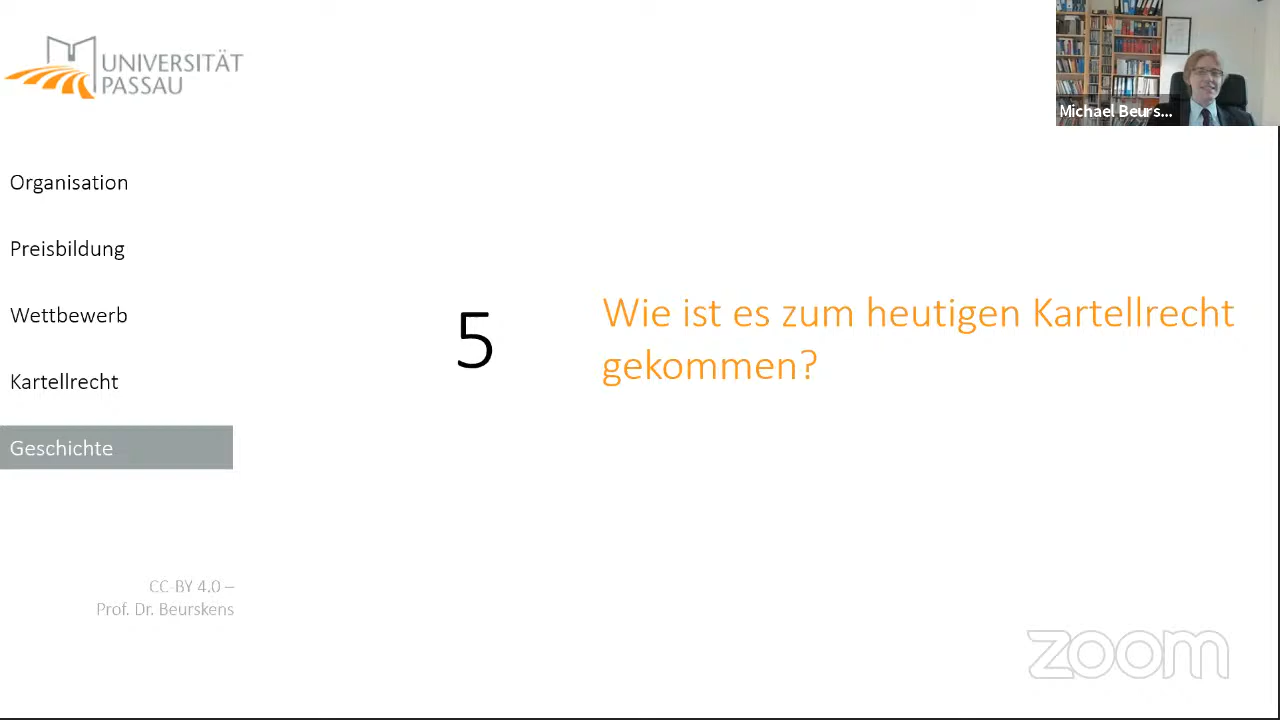 UNIVERSITÄT
PASSAU
Michael Beurs...
Organisation
Preisbildung
Wettbewerb
Kartellrecht
Geschichte
5
Wie ist es zum heutigen Kartellrecht
gekommen?
CC-BY 4.0 –
Prof. Dr. Beurskens
zoom